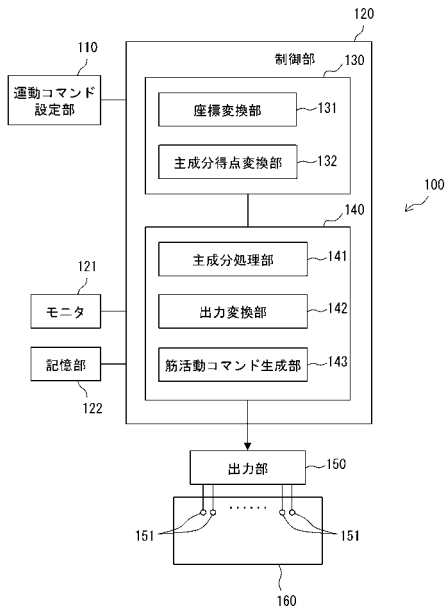 120
110
運動コマンド
設定部
制御部
130
座標変換部
131
主成分得点変換部
132
100
140
主成分処理部
141
121
モニタ
出力変換部
142
記憶部
122
筋活動コマンド生成部
143
出力部
150
151
......
151
160